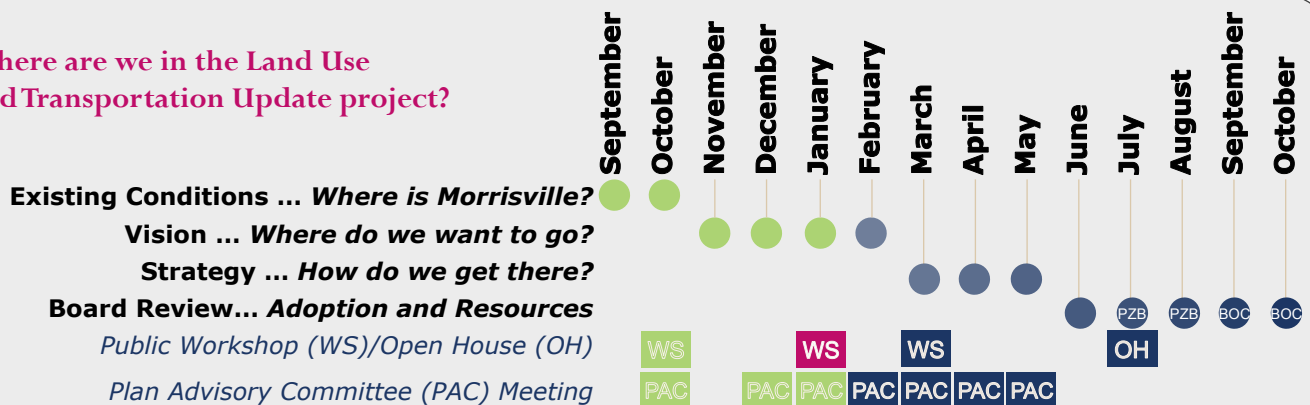 here are we in the Land Use
d Transportation Update project?
September October November December January February March April May June July August September October
Existing Conditions ... Where is Morrisville?
Vision ... Where do we want to go?
Strategy ... How do we get there?
Board Review... Adoption and Resources PZB PZB BOC BOC
Public Workshop (WS)/Open House (OH) WS WS WS OH
Plan Advisory Committee (PAC) Meeting PAC PAC PAC PAC PAC PAC PAC